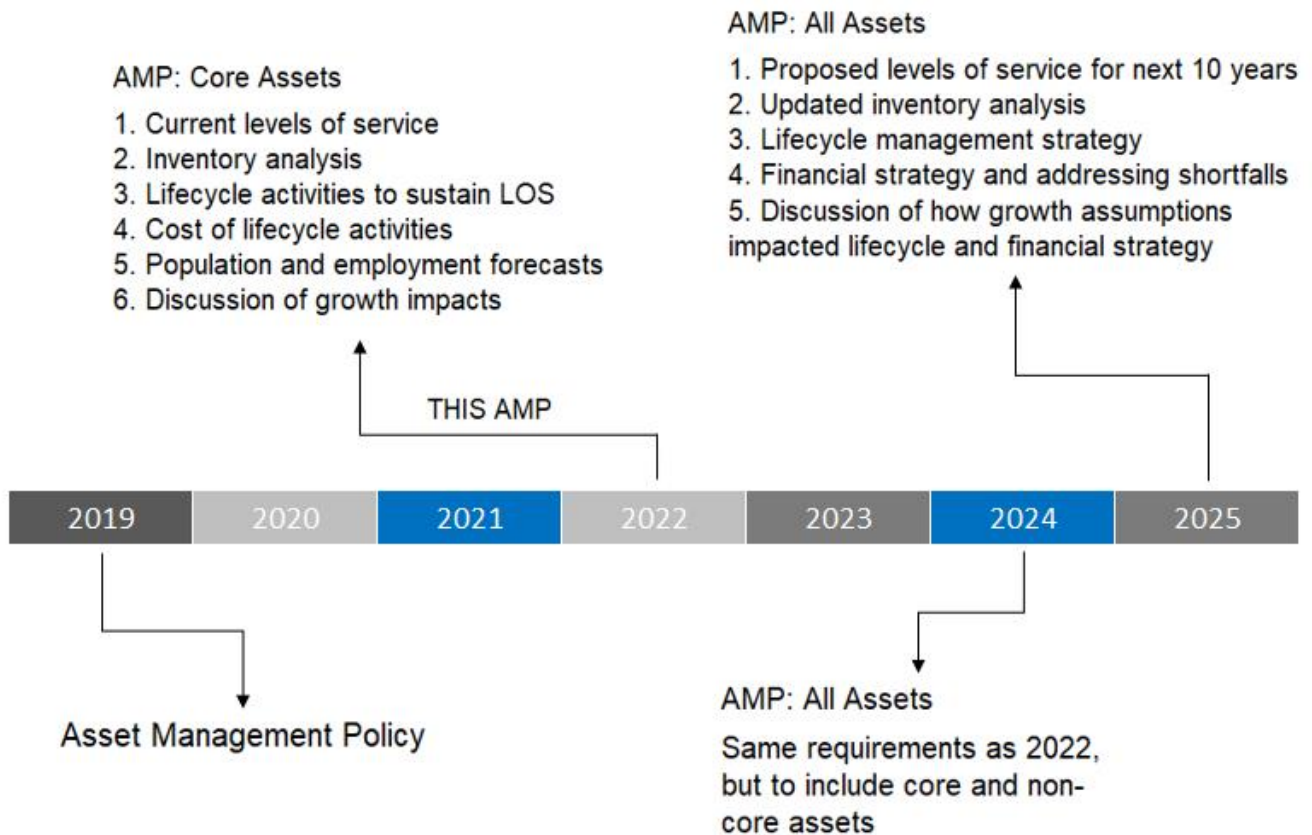 AMP: All Assets
1. Proposed levels of service for next 10 years
2. Updated inventory analysis
3. Lifecycle management strategy
4. Financial strategy and addressing shortfalls
5. Discussion of how growth assumptions
impacted lifecycle and financial strategy
AMP: Core Assets
1. Current levels of service
2. Inventory analysis
3. Lifecycle activities to sustain LOS
4. Cost of lifecycle activities
5. Population and employment forecasts
6. Discussion of growth impacts
THIS AMP
2019 2020 2021 2022 2023 2024 2025
Asset Management Policy
AMP: All Assets
Same requirements as 2022,
but to include core and non-
core assets